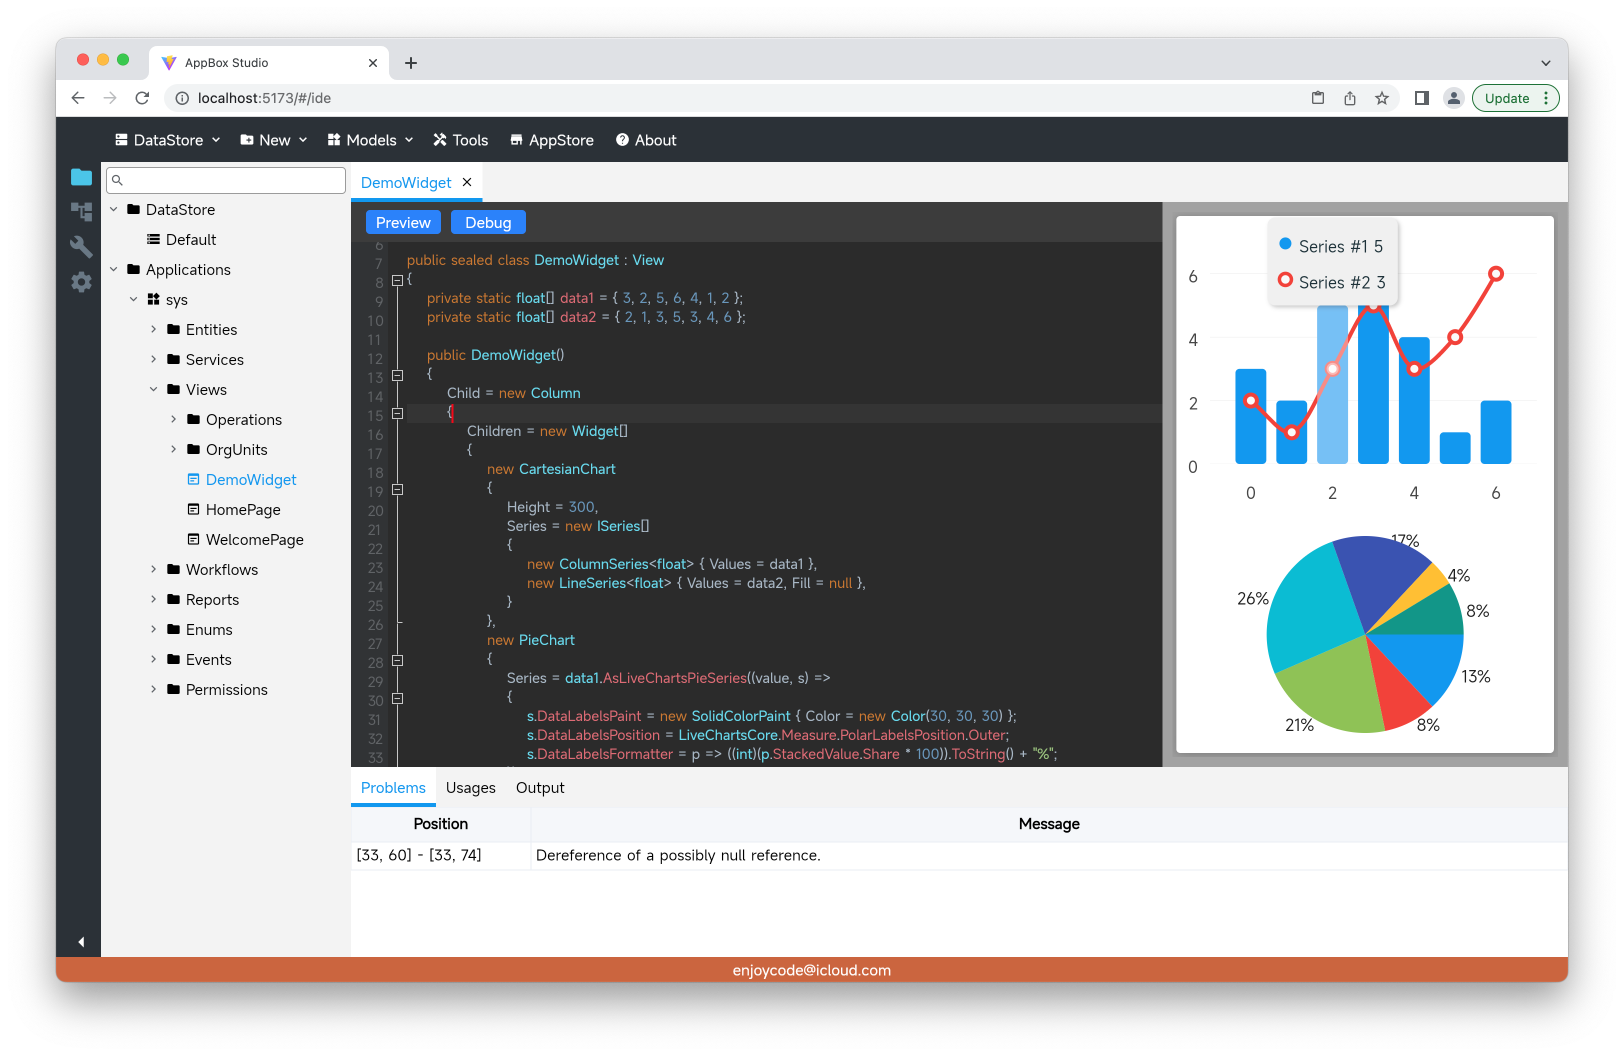 AppBox Studio
localhost:5173/#/ide
Update
DataStore New Models Tools AppStore About
DataStore
Default
Applications
sys
Entities
Services
Views
Operations
OrgUnits
DemoWidget
HomePage
WelcomePage
Workflows
Reports
Enums
Events
Permissions
DemoWidget
Preview Debug
6
7 public sealed class DemoWidget : View
8 {
9 private static float[] data1 = { 3, 2, 5, 6, 4, 1, 2 };
10 private static float[] data2 = { 2, 1, 3, 5, 3, 4, 6 };
11
12 public DemoWidget()
13 {
14 Child = new Column
15 {
16 Children = new Widget[]
17 {
18 new CartesianChart
19 {
20 Height = 300,
21 Series = new ISeries[]
22 {
23 new ColumnSeries<float> { Values = data1 },
24 new LineSeries<float> { Values = data2, Fill = null },
25 }
26 },
27 new PieChart
28 {
29 Series = data1.AsLiveChartsPieSeries((value, s) =>
30 {
31 s.DataLabelsPaint = new SolidColorPaint { Color = new Color(30, 30, 30) };
32 s.DataLabelsPosition = LiveChartsCore.Measure.PolarLabelsPosition.Outer;
33 s.DataLabelsFormatter = p => ((int)(p.StackedValue.Share * 100)).ToString() + "%";
Series #1 5
Series #2 3
6
4
2
0
0 2 4 6
17%
4%
26%
8%
13%
21%
8%
Problems Usages Output
Position Message
[33, 60] - [33, 74] Dereference of a possibly null reference.
enjoycode@icloud.com